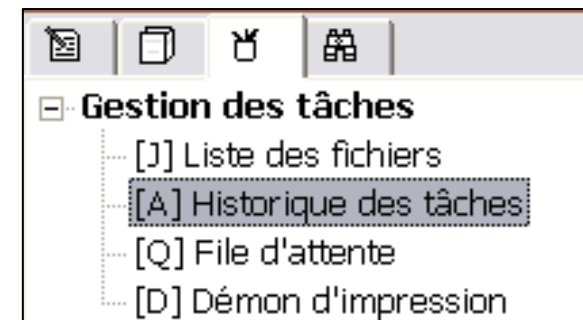 Gestion des tâches
[J] Liste des fichiers
[A] Historique des tâches
[Q] File d'attente
[D] Démon d'impression